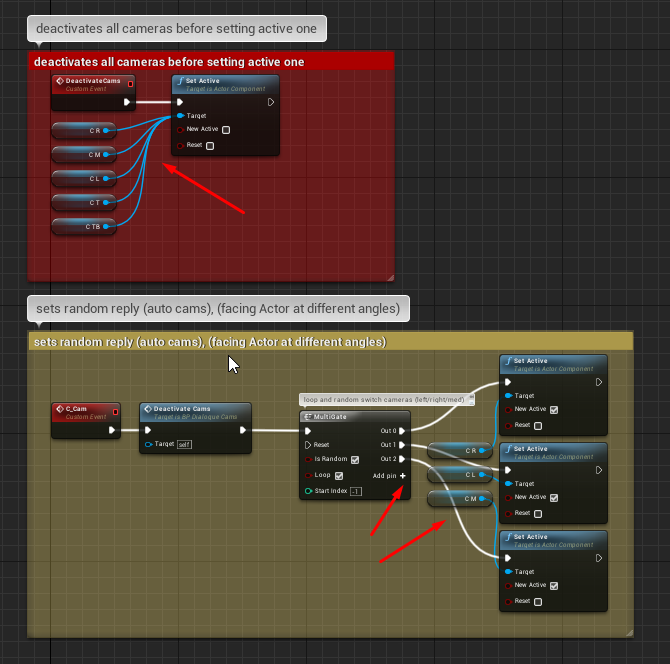 deactivates all cameras before setting active one
deactivates all cameras before setting active one
DeactivateCams
Custom Event
Set Active
Target is Actor Component
Target
New Active
Reset
C R
C M
C L
C T
C TB
sets random reply (auto cams), (facing Actor at different angles)
sets random reply (auto cams), (facing Actor at different angles)
C_Cam
Custom Event
Deactivate Cams
Target is BP Dialogue Cams
Target self
loop and random switch cameras (left/right/med)
MultiGate
Out 0
Reset
Out 1
Is Random
Out 2
Loop
Add pin
Start Index -1
C R
C L
C M
Set Active
Target is Actor Component
Target
New Active
Reset
Set Active
Target is Actor Component
Target
New Active
Reset
Set Active
Target is Actor Component
Target
New Active
Reset